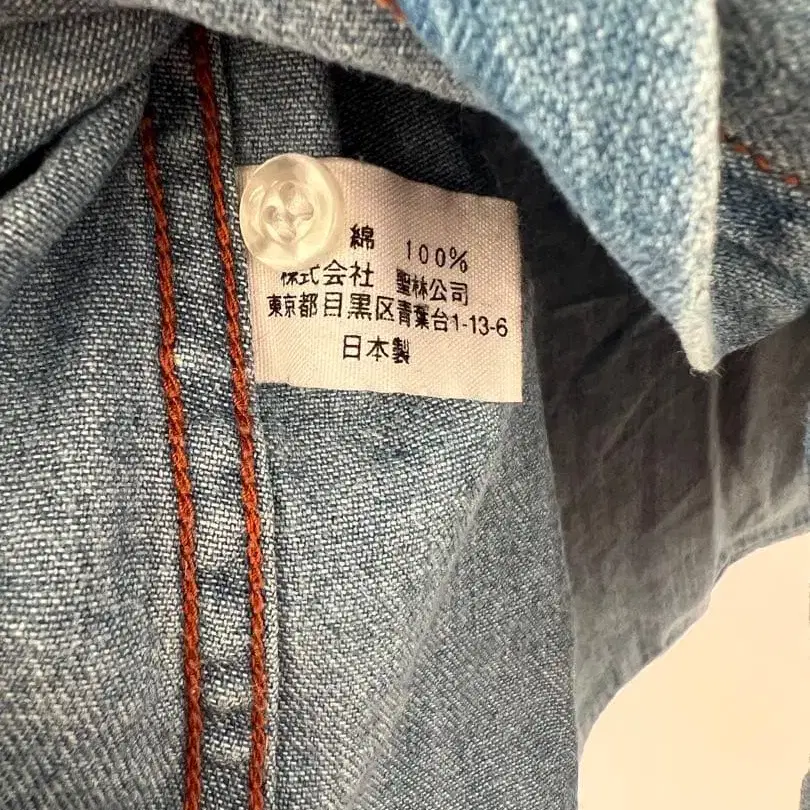 綿 100%
株式会社 聖林公司
東京都目黒区青葉台1-13-6
日本製